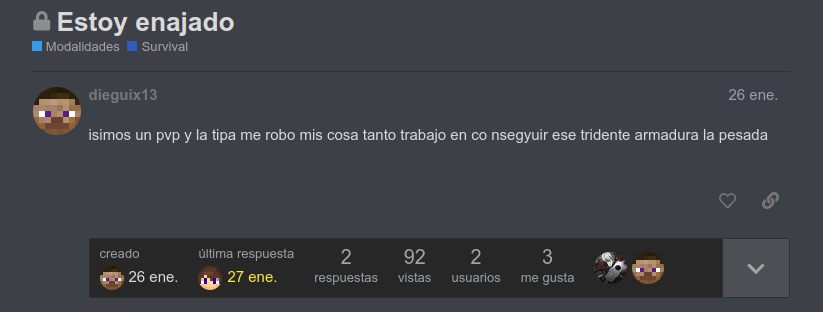 Estoy enajado
Modalidades Survival
dieguix13 26 ene.
isimos un pvp y la tipa me robo mis cosa tanto trabajo en co nsegyuir ese tridente armadura la pesada
creado última respuesta 2 92 2 3
26 ene. 27 ene. respuestas vistas usuarios me gusta